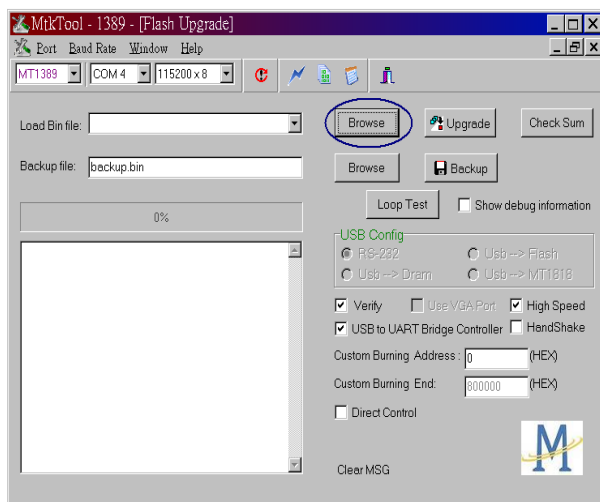 MtkTool - 1389 - [Flash Upgrade]
Port Baud Rate Window Help
MT1389 COM 4 115200 x 8
Load Bin file: Browse Upgrade Check Sum
Backup file: backup.bin Browse Backup
Loop Test Show debug information
0%
USB Config
RS-232 Usb --> Flash
Usb --> Dram Usb --> MT1818
Verify Use VGA Port High Speed
USB to UART Bridge Controller HandShake
Custom Burning Address : 0 (HEX)
Custom Burning End: 800000 (HEX)
Direct Control
M
Clear MSG